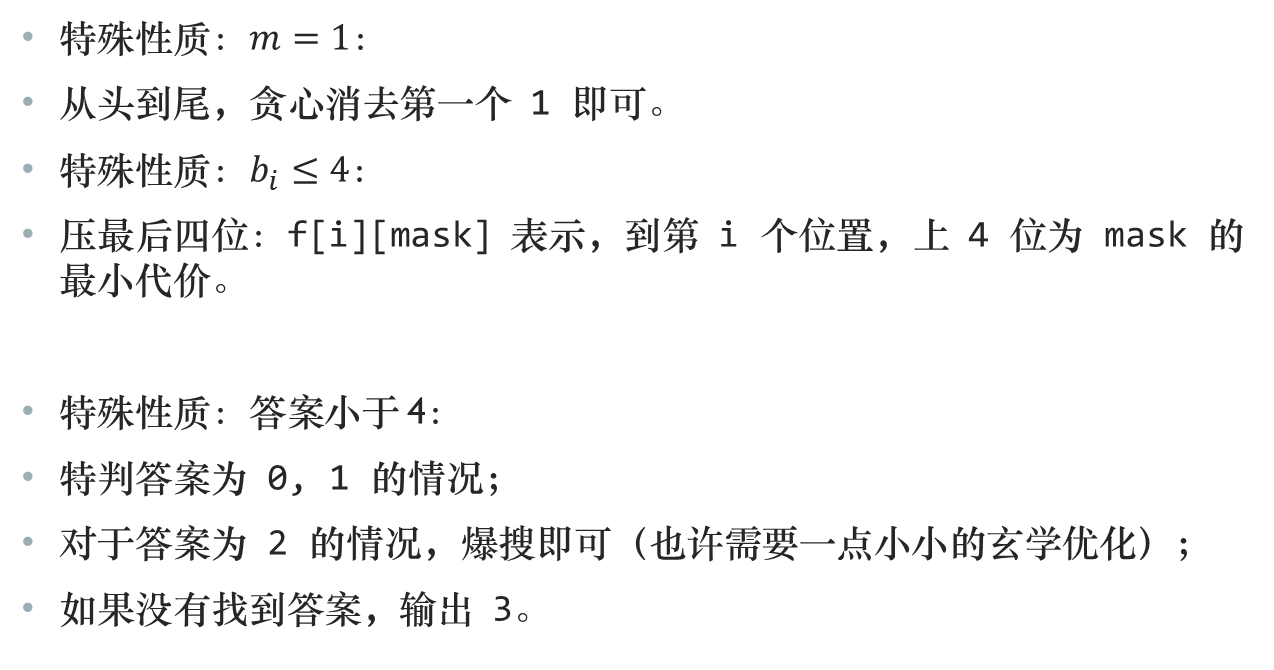 • 特殊性质：m = 1：
• 从头到尾，贪心消去第一个 1 即可。
• 特殊性质：bᵢ ≤ 4：
• 压最后四位：f[i][mask] 表示，到第 i 个位置，上 4 位为 mask 的
最小代价。
• 特殊性质：答案小于4：
• 特判答案为 0, 1 的情况；
• 对于答案为 2 的情况，爆搜即可（也许需要一点小小的玄学优化）；
• 如果没有找到答案，输出 3。